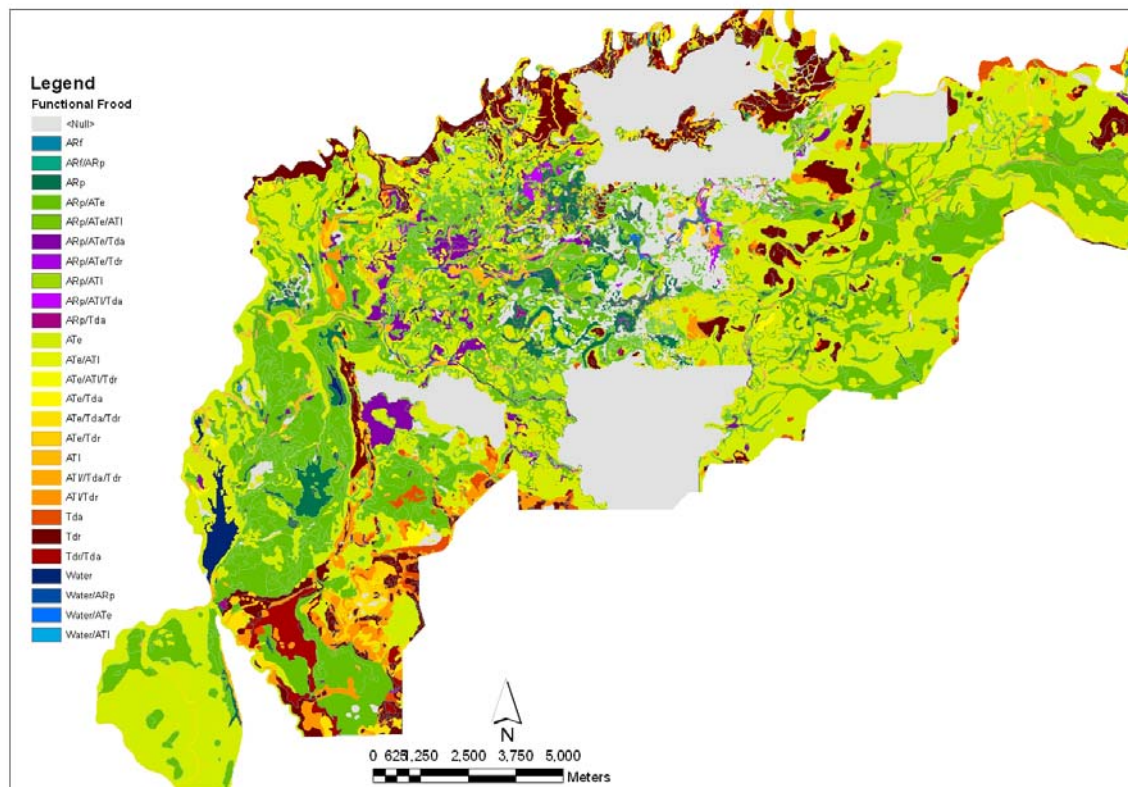 Legend
Functional Frood
<Null>
ARf
ARf/ARp
ARp
ARp/ATe
ARp/ATe/ATl
ARp/ATe/Tda
ARp/ATe/Tdr
ARp/ATl
ARp/ATl/Tda
ARp/Tda
ATe
ATe/ATl
ATe/ATl/Tdr
ATe/Tda
ATe/Tda/Tdr
ATe/Tdr
ATl
ATl/Tda/Tdr
ATl/Tdr
Tda
Tdr
Tdr/Tda
Water
Water/ARp
Water/ATe
Water/ATl
N
0 625 1,250 2,500 3,750 5,000
Meters